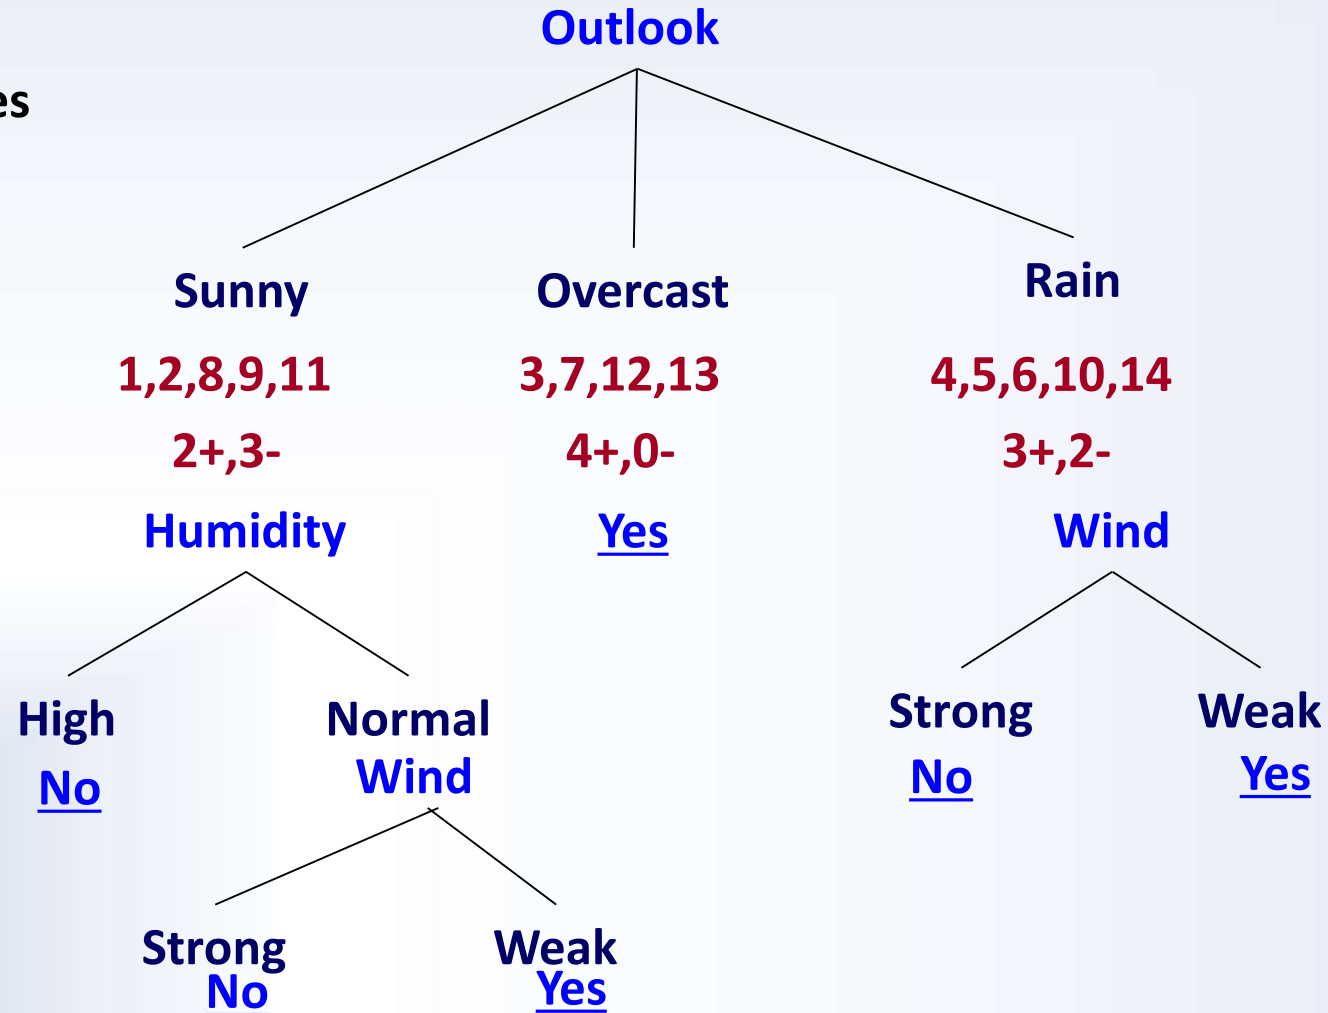 Outlook
es
Sunny Overcast Rain
1,2,8,9,11 3,7,12,13 4,5,6,10,14
2+,3- 4+,0- 3+,2-
Humidity Yes Wind
High Normal Strong Weak
No Wind No Yes
Strong Weak
No Yes